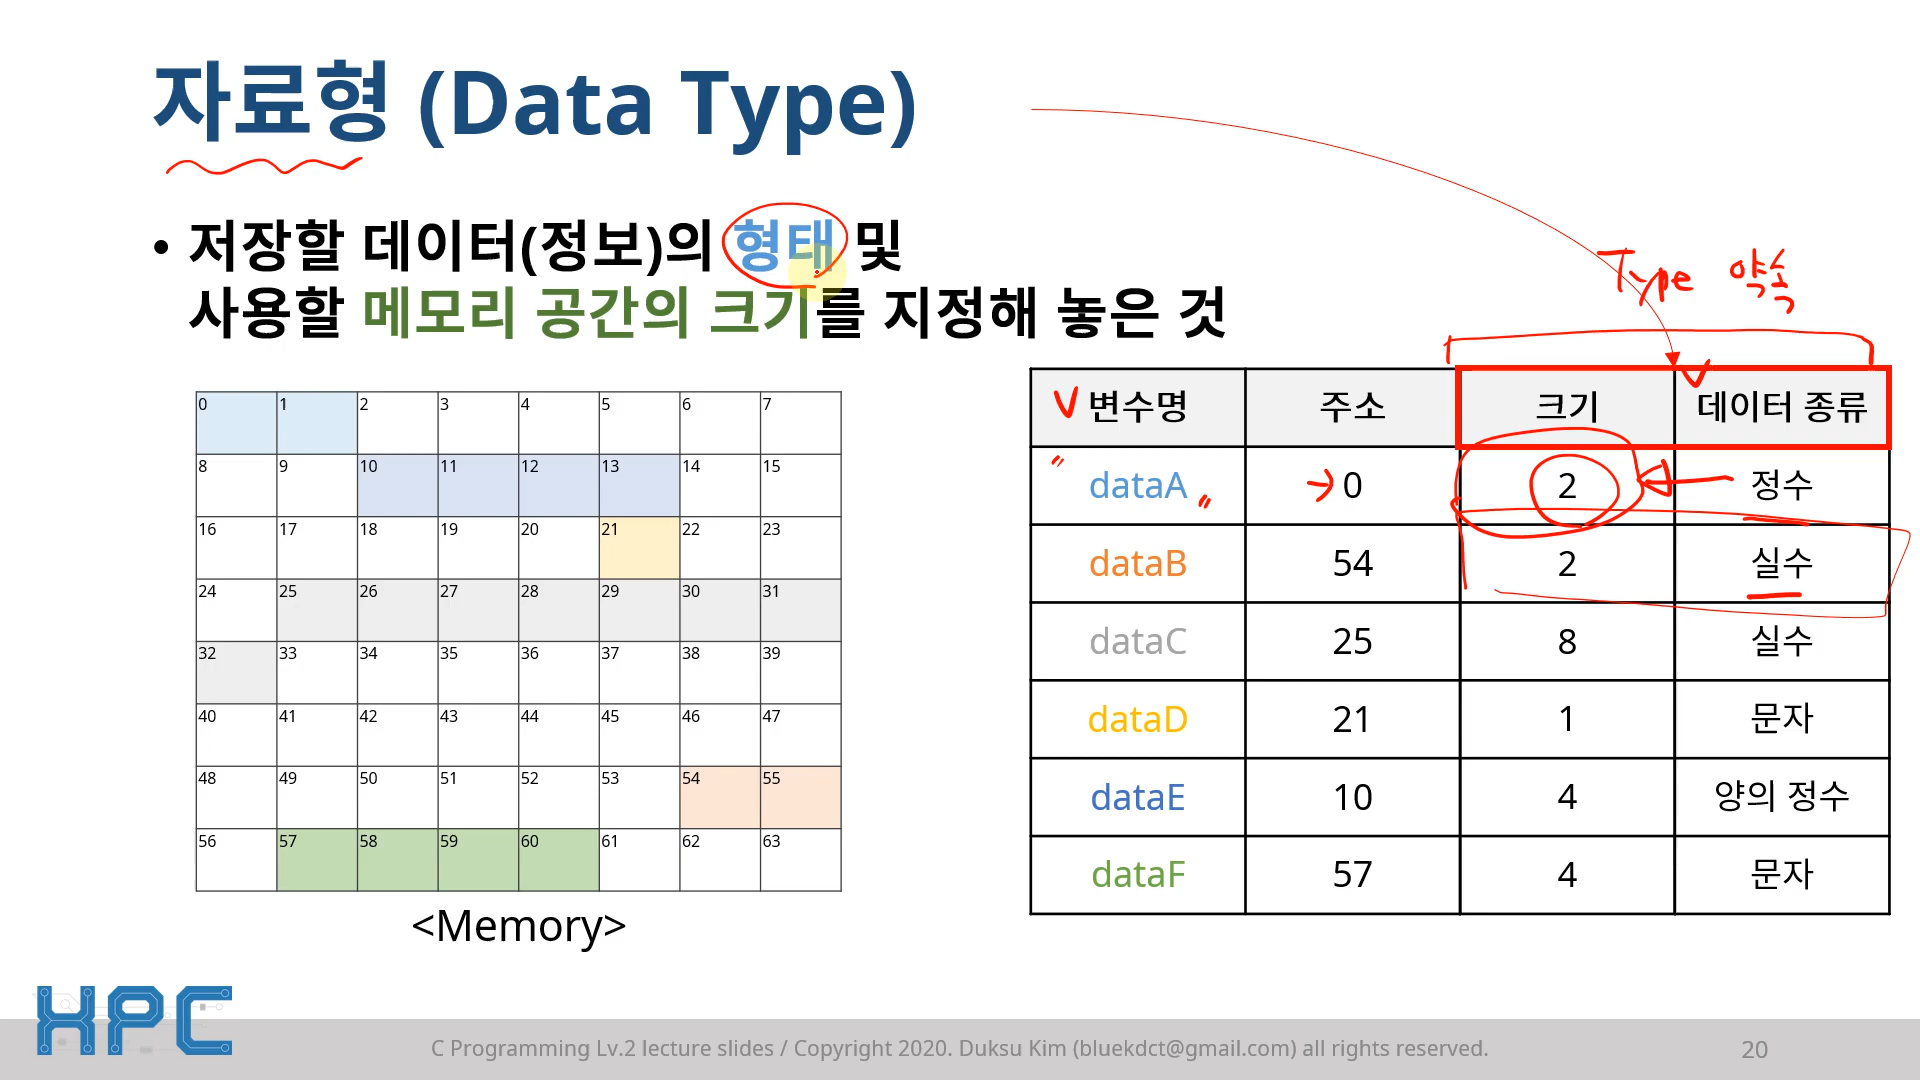 자료형 (Data Type)
• 저장할 데이터(정보)의 형태 및
사용할 메모리 공간의 크기를 지정해 놓은 것
Type 약속
0 1 2 3 4 5 6 7
8 9 10 11 12 13 14 15
16 17 18 19 20 21 22 23
24 25 26 27 28 29 30 31
32 33 34 35 36 37 38 39
40 41 42 43 44 45 46 47
48 49 50 51 52 53 54 55
56 57 58 59 60 61 62 63
<Memory>
변수명 주소 크기 데이터 종류
dataA 0 2 정수
dataB 54 2 실수
dataC 25 8 실수
dataD 21 1 문자
dataE 10 4 양의 정수
dataF 57 4 문자
HPC
C Programming Lv.2 lecture slides / Copyright 2020. Duksu Kim (bluekdct@gmail.com) all rights reserved.
20